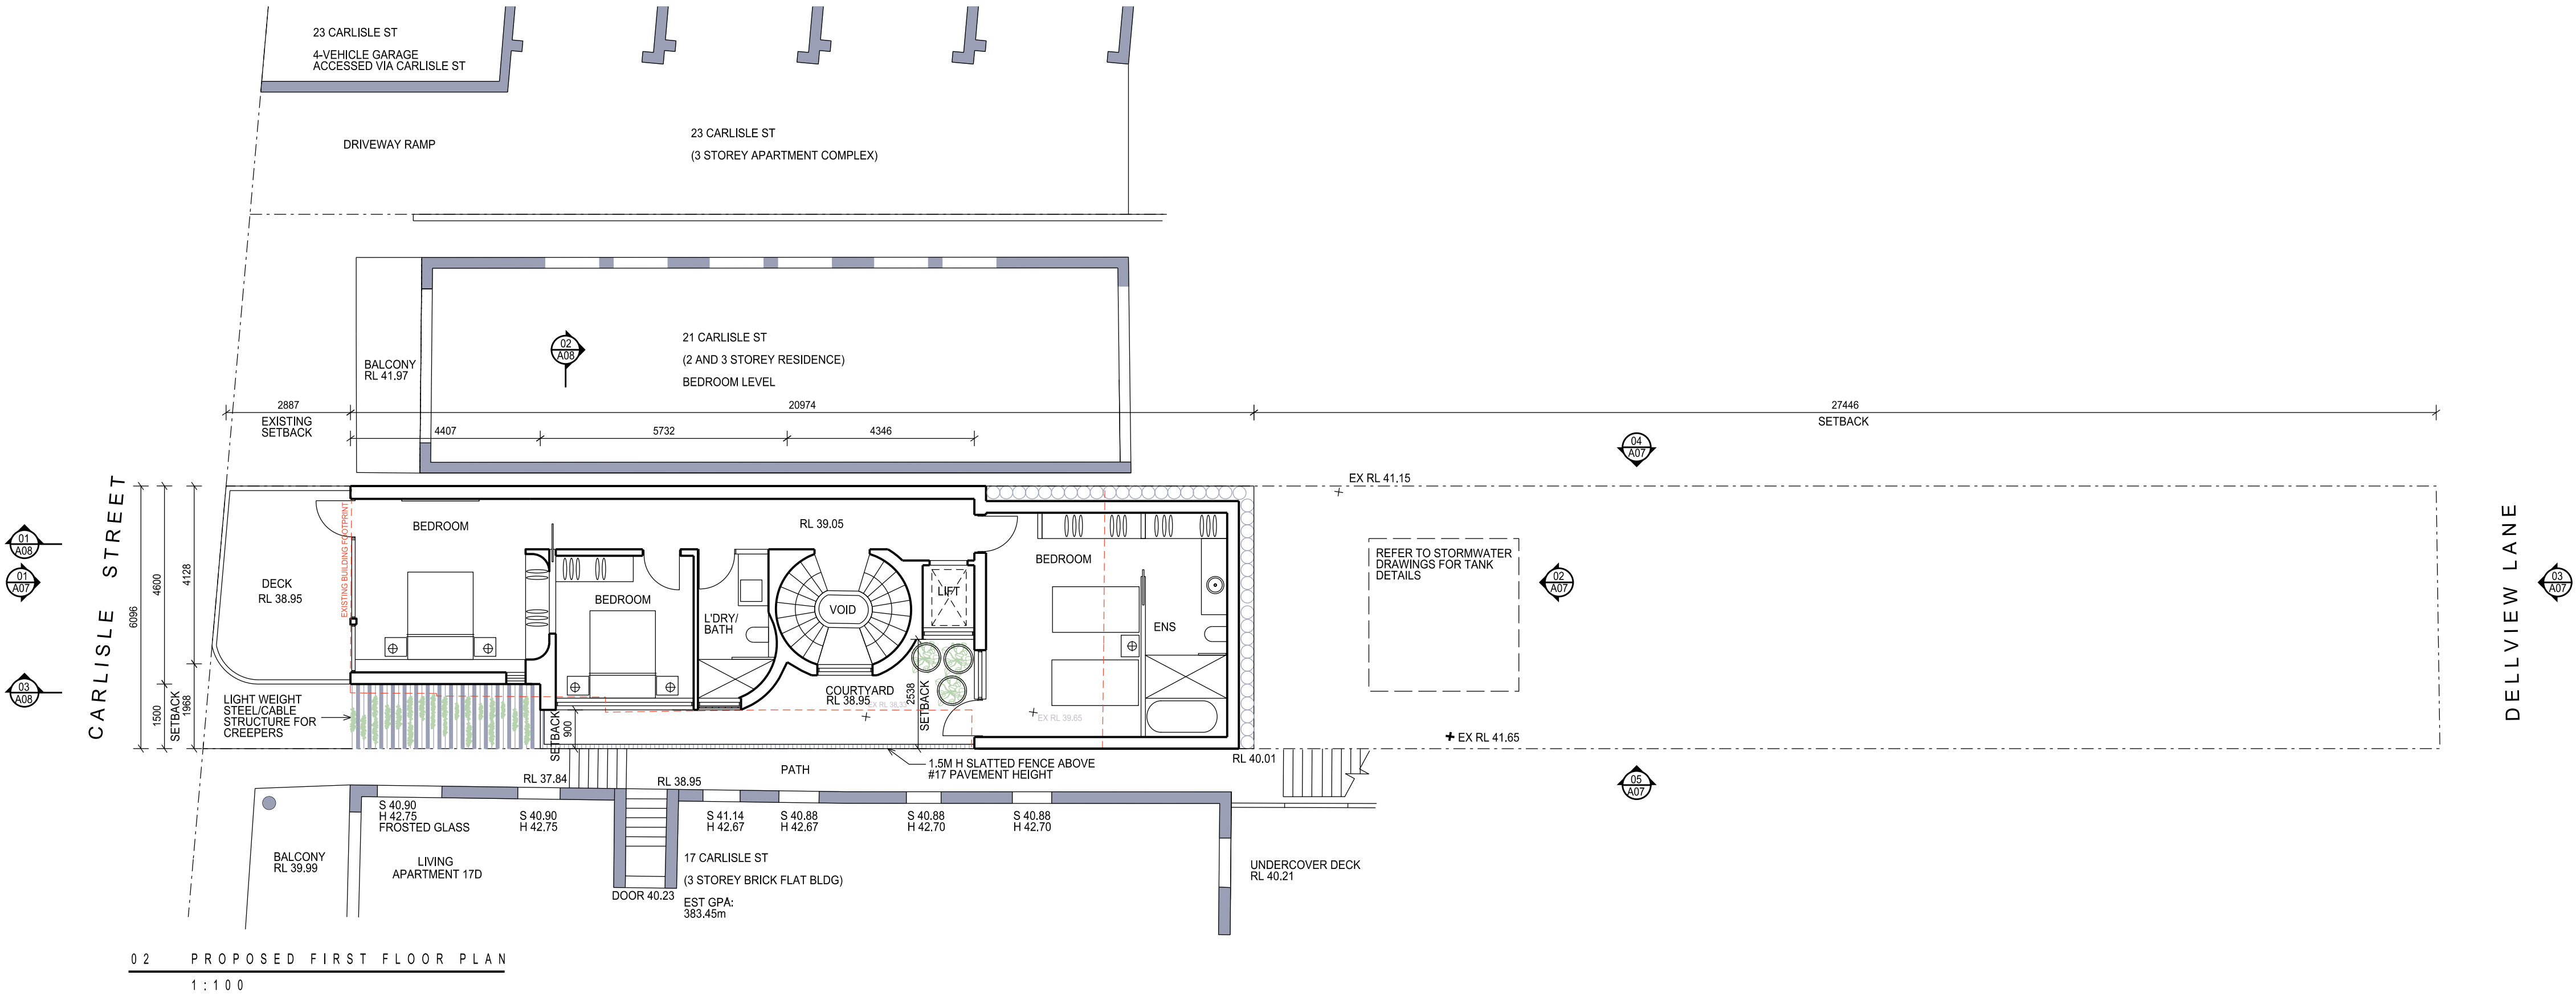 23 CARLISLE ST
4-VEHICLE GARAGE
ACCESSED VIA CARLISLE ST
DRIVEWAY RAMP
23 CARLISLE ST
(3 STOREY APARTMENT COMPLEX)
21 CARLISLE ST
(2 AND 3 STOREY RESIDENCE)
BEDROOM LEVEL
02
A08
BALCONY
RL 41.97
2887
EXISTING
SETBACK
20974
27446
SETBACK
4407
5732
4346
04
A07
EX RL 41.15
CARLISLE STREET
01
A08
01
A07
03
A08
6096
4600
1500
4128
1968
SETBACK
DECK
RL 38.95
EXISTING BUILDING FOOTPRINT
BEDROOM
BEDROOM
L'DRY/
BATH
VOID
RL 39.05
LIFT
BEDROOM
ENS
REFER TO STORMWATER
DRAWINGS FOR TANK
DETAILS
02
A07
03
A07
DELLVIEW LANE
LIGHT WEIGHT
STEEL/CABLE
STRUCTURE FOR
CREEPERS
SETBACK
900
COURTYARD
RL 38.95
2538
SETBACK
EX RL 39.65
EX RL 41.65
1.5M H SLATTED FENCE ABOVE
#17 PAVEMENT HEIGHT
RL 40.01
05
A07
PATH
RL 37.84
RL 38.95
S 40.90
H 42.75
FROSTED GLASS
S 40.90
H 42.75
S 41.14
H 42.67
S 40.88
H 42.67
S 40.88
H 42.70
S 40.88
H 42.70
BALCONY
RL 39.99
LIVING
APARTMENT 17D
17 CARLISLE ST
(3 STOREY BRICK FLAT BLDG)
EST GPA:
383.45m
DOOR 40.23
UNDERCOVER DECK
RL 40.21
02 PROPOSED FIRST FLOOR PLAN
1:100